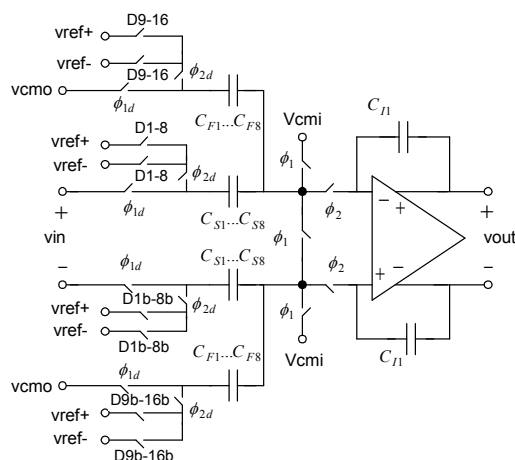 D9-16
vref+
vref-
D9-16
ϕ2d
vcmo
ϕ1d
CF1...CF8
vref+
D1-8
vref-
D1-8
ϕ2d
ϕ1d
CS1...CS8
+
vin
−
Vcmi
ϕ1
ϕ2
ϕ1
CI1
− +
+ −
+
vout
−
CS1...CS8
ϕ1d
ϕ2
D1b-8b
ϕ2d
vref+
vref-
D1b-8b
ϕ1
Vcmi
CI1
CF1...CF8
vcmo
ϕ1d
D9b-16b
ϕ2d
vref+
vref-
D9b-16b